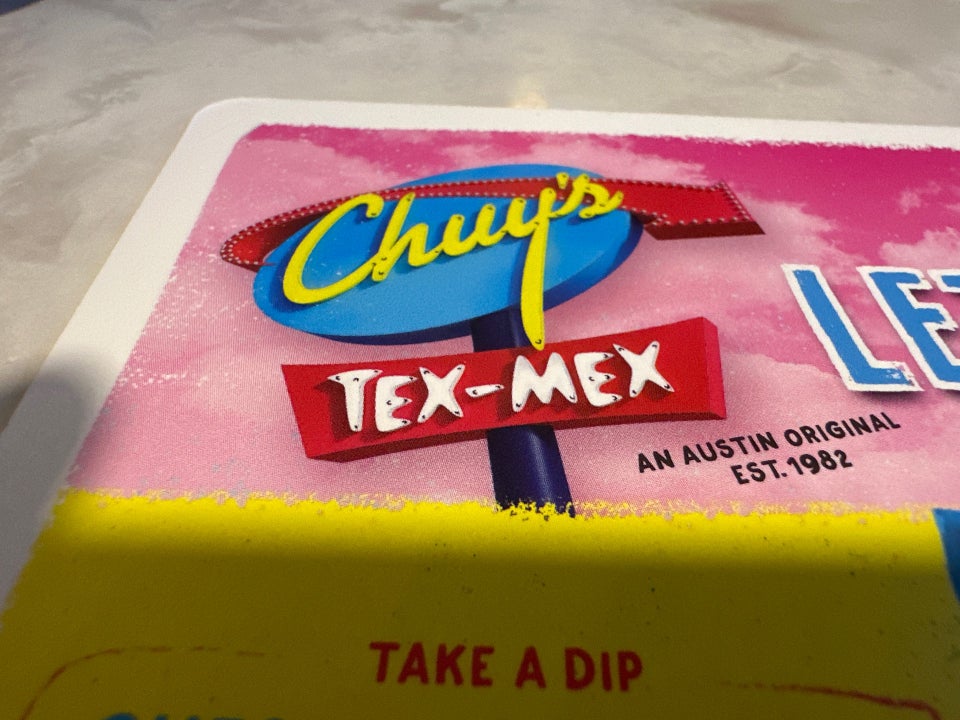 Chuy's
TEX-MEX
AN AUSTIN ORIGINAL
EST. 1982
TAKE A DIP